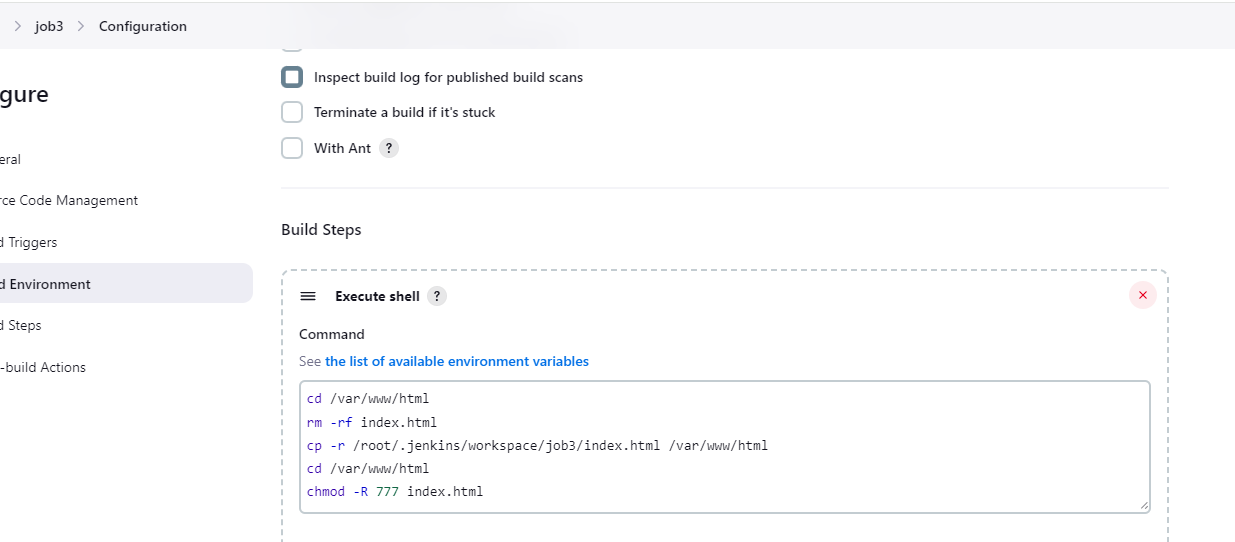 job3 > Configuration
gure
eral
rce Code Management
d Triggers
d Environment
d Steps
-build Actions
Inspect build log for published build scans
Terminate a build if it's stuck
With Ant ?
Build Steps
Execute shell ?
Command
See the list of available environment variables
cd /var/www/html
rm -rf index.html
cp -r /root/.jenkins/workspace/job3/index.html /var/www/html
cd /var/www/html
chmod -R 777 index.html